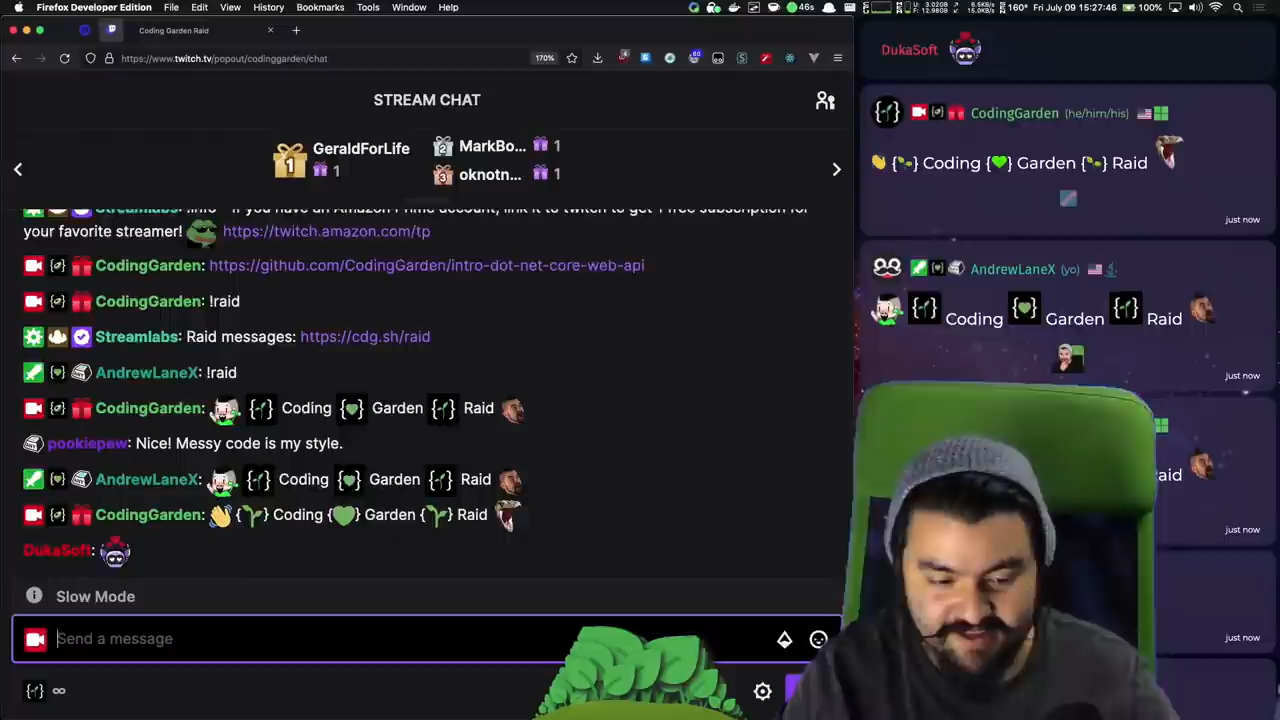 Firefox Developer Edition File Edit View History Bookmarks Tools Window Help
46s 160° Fri July 09 15:27:46 100%
Coding Garden Raid
https://www.twitch.tv/popout/codinggarden/chat 170%
STREAM CHAT
GeraldForLife
1
MarkBo... 1
oknotn... 1
your favorite streamer! https://twitch.amazon.com/tp
CodingGarden: https://github.com/CodingGarden/intro-dot-net-core-web-api
CodingGarden: !raid
Streamlabs: Raid messages: https://cdg.sh/raid
AndrewLaneX: !raid
CodingGarden: Coding Garden Raid
pookiepew: Nice! Messy code is my style.
AndrewLaneX: Coding Garden Raid
CodingGarden: 👋 {🌱} Coding {💚} Garden {🌱} Raid
DukaSoft:
Slow Mode
Send a message
DukaSoft
CodingGarden (he/him/his)
👋 {🌱} Coding {💚} Garden {🌱} Raid
just now
AndrewLaneX (yo)
Coding Garden Raid
just now
Raid
just now
just now